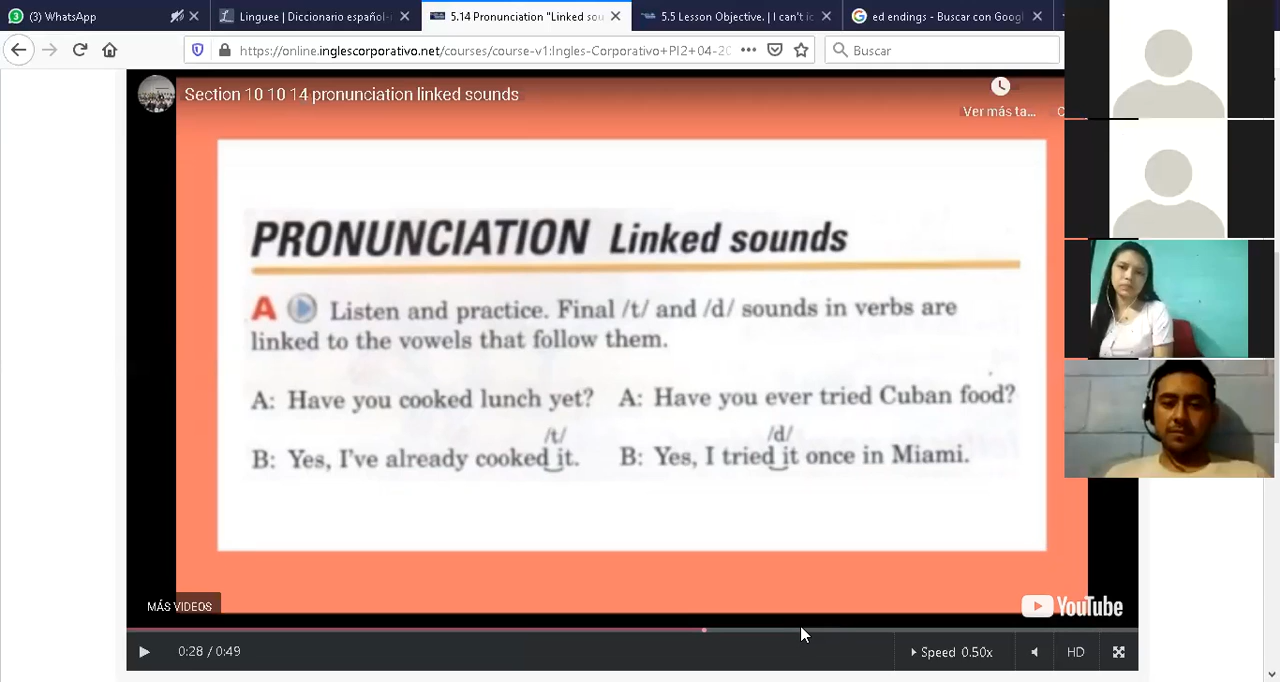 (3) WhatsApp
Linguee | Diccionario español-
5.14 Pronunciation "Linked sou
5.5 Lesson Objective. | I can't ic
ed endings - Buscar con Googl
https://online.inglescorporativo.net/courses/course-v1:Ingles-Corporativo+PI2+04-20
Buscar
Section 10 10 14 pronunciation linked sounds
Ver más ta...
PRONUNCIATION Linked sounds
A Listen and practice. Final /t/ and /d/ sounds in verbs are
linked to the vowels that follow them.
A: Have you cooked lunch yet?
/t/
B: Yes, I've already cooked it.
A: Have you ever tried Cuban food?
/d/
B: Yes, I tried it once in Miami.
MÁS VIDEOS
YouTube
0:28 / 0:49
Speed 0.50x
HD